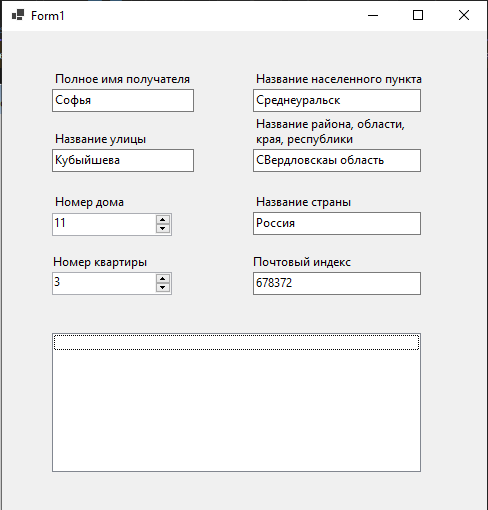 Form1
Полное имя получателя
Софья
Название населенного пункта
Среднеуральск
Название улицы
Кубыйшева
Название района, области,
края, республики
СВердловскаы область
Номер дома
11
Название страны
Россия
Номер квартиры
3
Почтовый индекс
678372